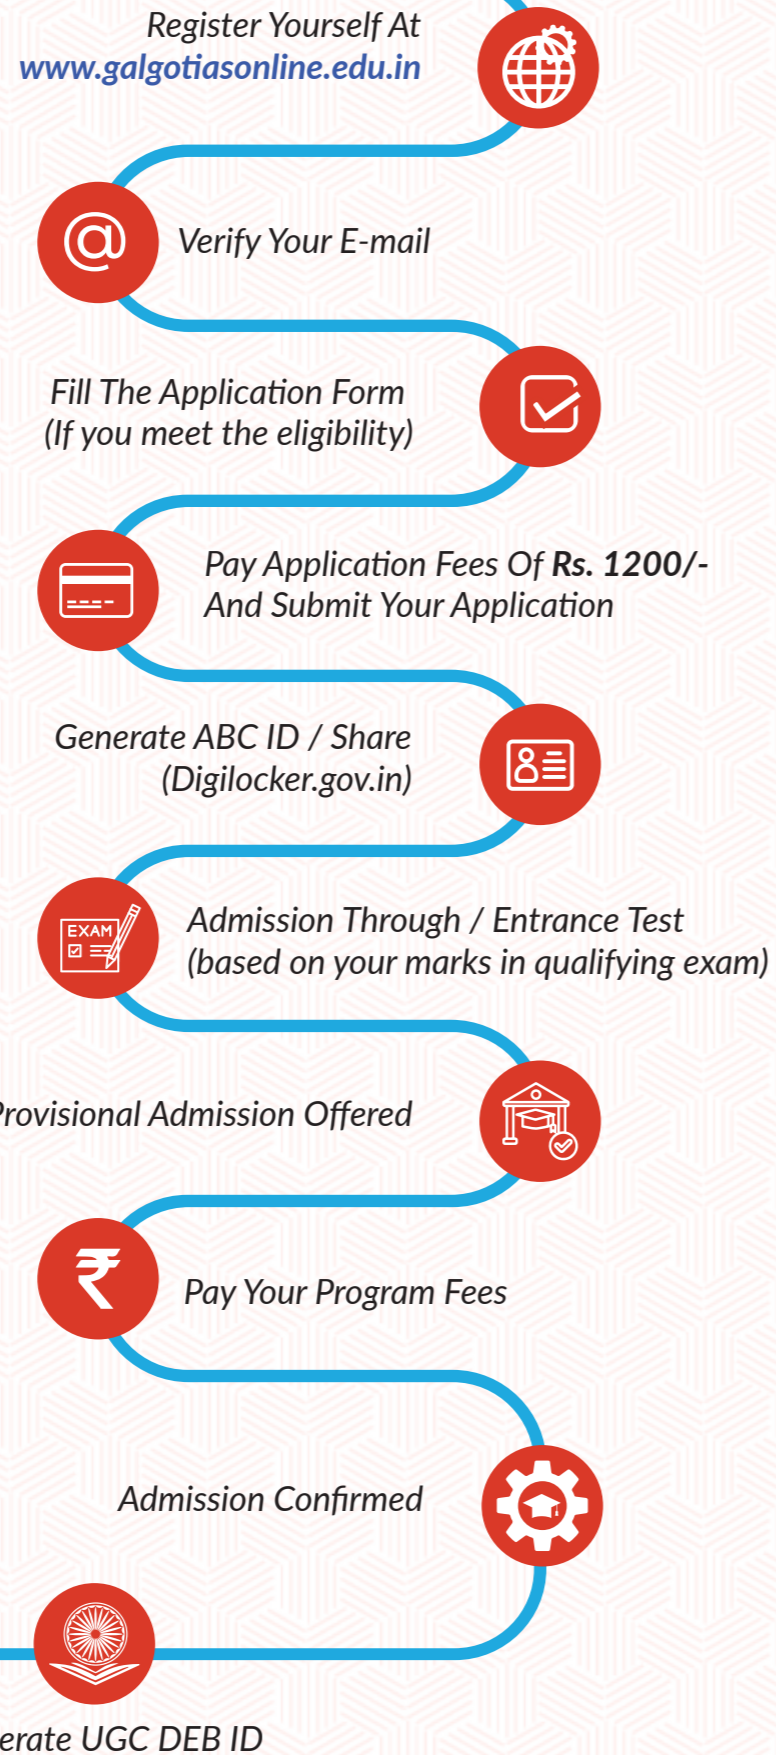 Register Yourself At
www.galgotiasonline.edu.in
@
Verify Your E-mail
Fill The Application Form
(If you meet the eligibility)
Pay Application Fees Of Rs. 1200/-
And Submit Your Application
Generate ABC ID / Share
(Digilocker.gov.in)
EXAM
Admission Through / Entrance Test
(based on your marks in qualifying exam)
Provisional Admission Offered
₹
Pay Your Program Fees
Admission Confirmed
erate UGC DEB ID